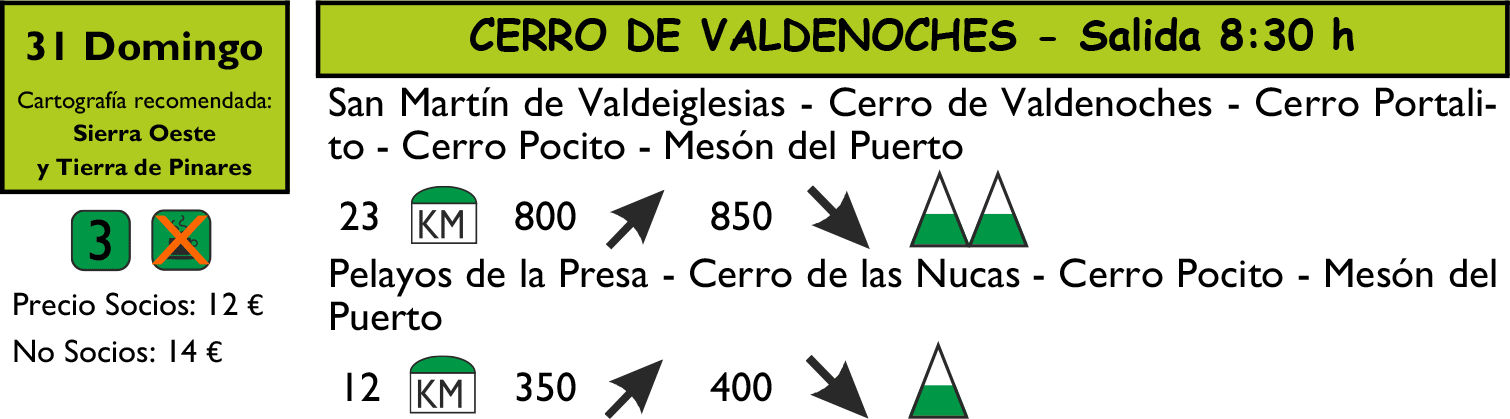 31 Domingo
Cartografía recomendada:
Sierra Oeste
y Tierra de Pinares
3
Precio Socios: 12 €
No Socios: 14 €
CERRO DE VALDENOCHES - Salida 8:30 h
San Martín de Valdeiglesias - Cerro de Valdenoches - Cerro Portali-
to - Cerro Pocito - Mesón del Puerto
23 KM 800 850
Pelayos de la Presa - Cerro de las Nucas - Cerro Pocito - Mesón del
Puerto
12 KM 350 400